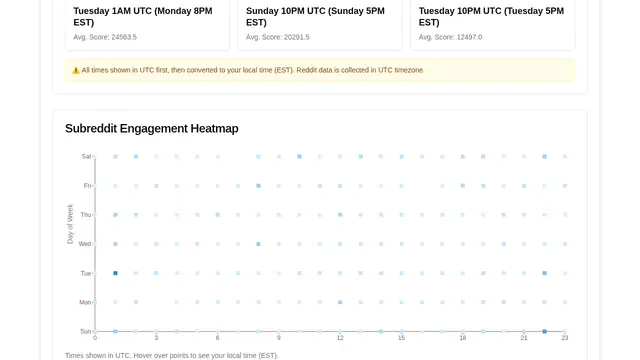 Tuesday 1AM UTC (Monday 8PM
EST)
Avg. Score: 24563.5
Sunday 10PM UTC (Sunday 5PM
EST)
Avg. Score: 20291.5
Tuesday 10PM UTC (Tuesday 5PM
EST)
Avg. Score: 12497.0
⚠️ All times shown in UTC first, then converted to your local time (EST). Reddit data is collected in UTC timezone.
Subreddit Engagement Heatmap
Day of Week
Sat
Fri
Thu
Wed
Tue
Mon
Sun
0 3 6 9 12 15 18 21 23
Times shown in UTC. Hover over points to see your local time (EST).